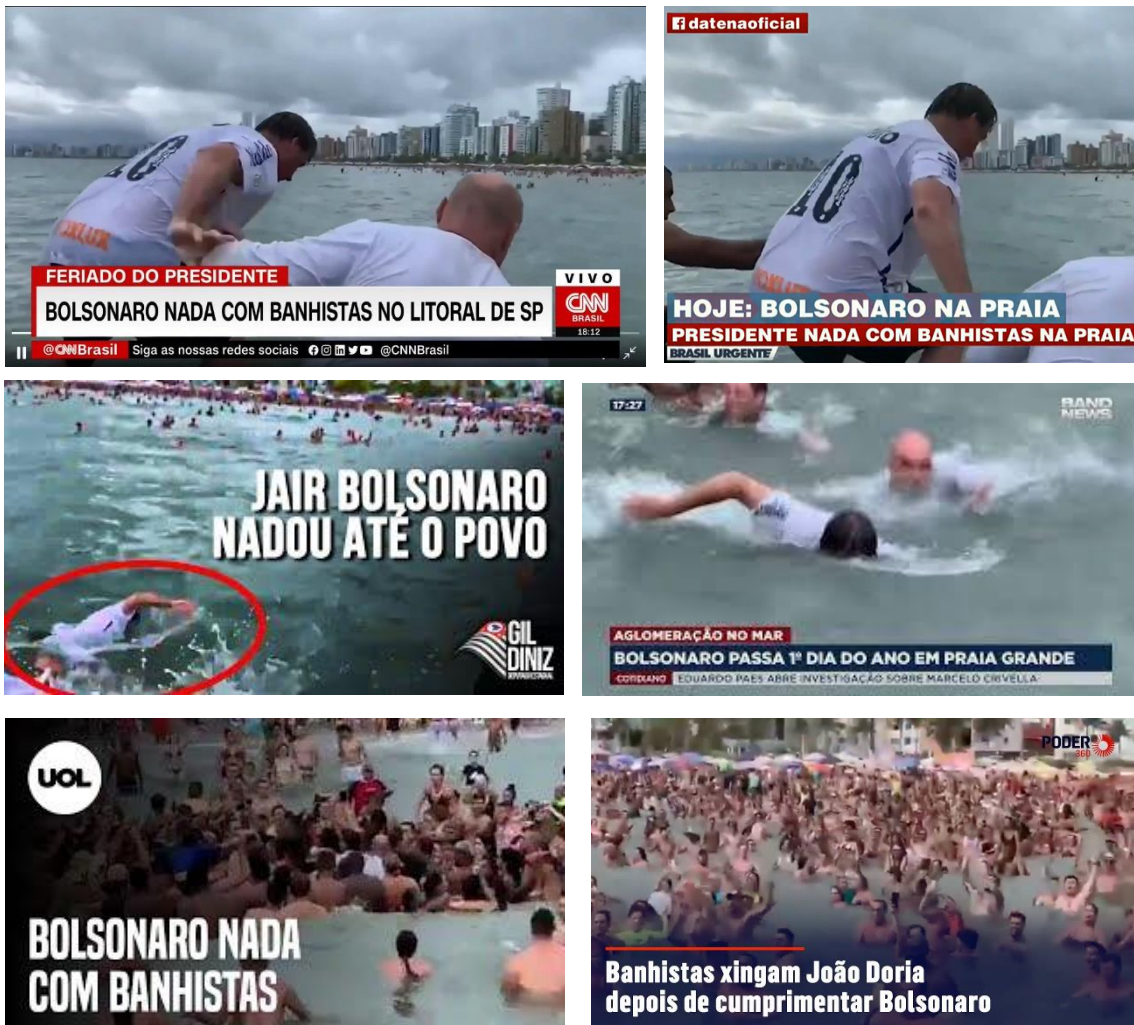 10
FERIADO DO PRESIDENTE
BOLSONARO NADA COM BANHISTAS NO LITORAL DE SP
VIVO
CNN
BRASIL
18:12
@CNNBrasil Siga as nossas redes sociais @CNNBrasil
datenaoficial
10
HOJE: BOLSONARO NA PRAIA
PRESIDENTE NADA COM BANHISTAS NA PRAIA
BRASIL URGENTE
JAIR BOLSONARO
NADOU ATÉ O POVO
GIL
DINIZ
17:27
BAND
NEWS
AGLOMERAÇÃO NO MAR
BOLSONARO PASSA 1º DIA DO ANO EM PRAIA GRANDE
COTIDIANO EDUARDO PAES ABRE INVESTIGAÇÃO SOBRE MARCELO CRIVELLA
UOL
BOLSONARO NADA
COM BANHISTAS
PODER
360
Banhistas xingam João Doria
depois de cumprimentar Bolsonaro